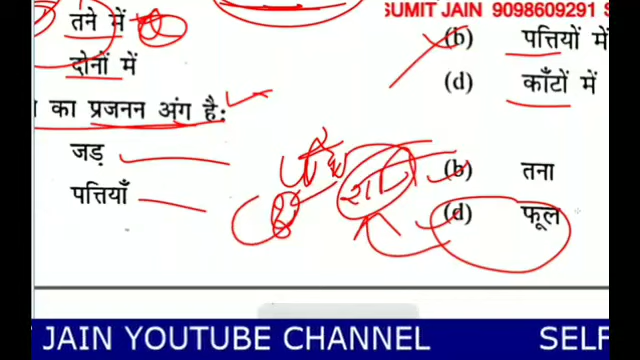 SUMIT JAIN 9098609291 S
तने में (b) पत्तियों में
दोनों में (d) काँटों में
का प्रजनन अंग है:
जड़ (b) तना
पत्तियाँ (d) फूल
JAIN YOUTUBE CHANNEL SELF